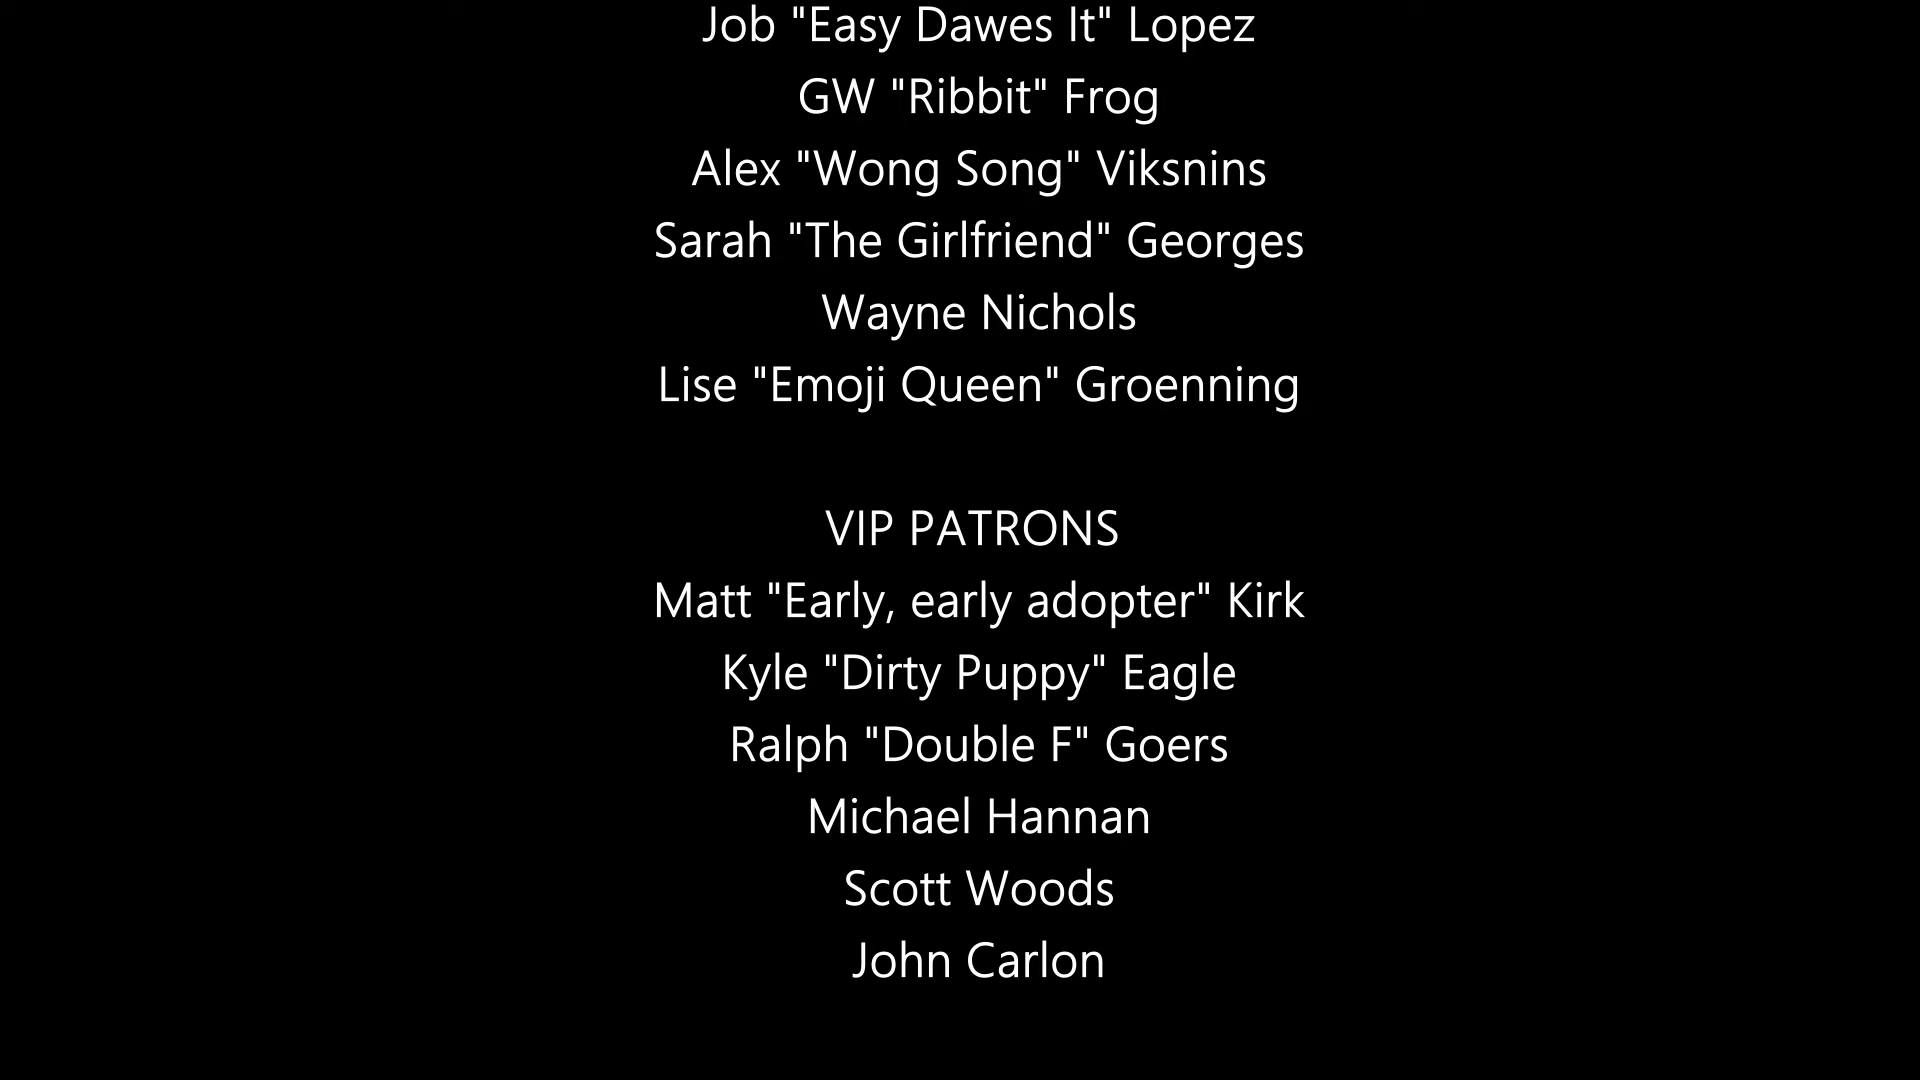 Job "Easy Dawes It" Lopez
GW "Ribbit" Frog
Alex "Wong Song" Viksnins
Sarah "The Girlfriend" Georges
Wayne Nichols
Lise "Emoji Queen" Groenning
VIP PATRONS
Matt "Early, early adopter" Kirk
Kyle "Dirty Puppy" Eagle
Ralph "Double F" Goers
Michael Hannan
Scott Woods
John Carlon